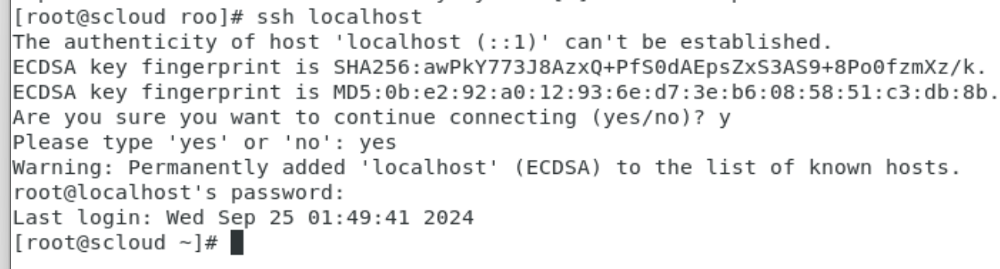 [root@scloud roo]# ssh localhost
The authenticity of host 'localhost (::1)' can't be established.
ECDSA key fingerprint is SHA256:awPkY773J8AzxQ+PfS0dAEpsZxS3AS9+8Po0fzmXz/k.
ECDSA key fingerprint is MD5:0b:e2:92:a0:12:93:6e:d7:3e:b6:08:58:51:c3:db:8b.
Are you sure you want to continue connecting (yes/no)? y
Please type 'yes' or 'no': yes
Warning: Permanently added 'localhost' (ECDSA) to the list of known hosts.
root@localhost's password:
Last login: Wed Sep 25 01:49:41 2024
[root@scloud ~]#